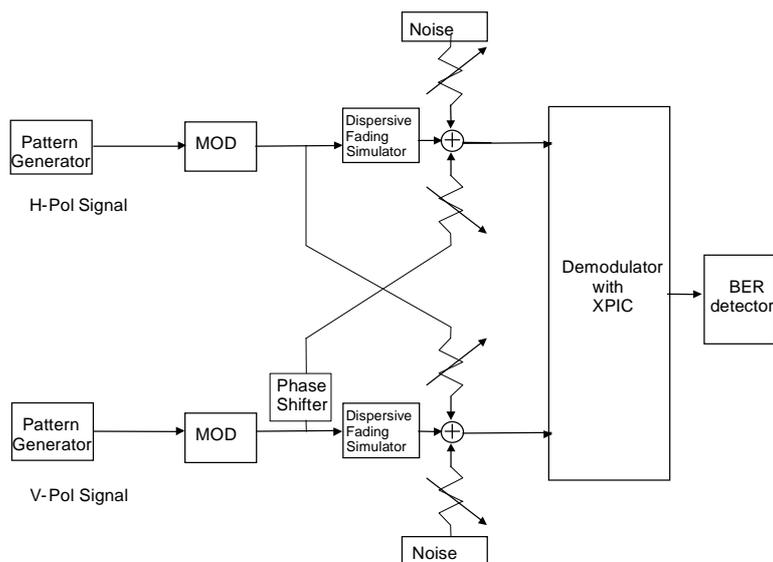 Noise
Pattern
Generator
MOD
Dispersive
Fading
Simulator
H-Pol Signal
Demodulator
with
XPIC
BER
detector
Phase
Shifter
Pattern
Generator
MOD
Dispersive
Fading
Simulator
V-Pol Signal
Noise